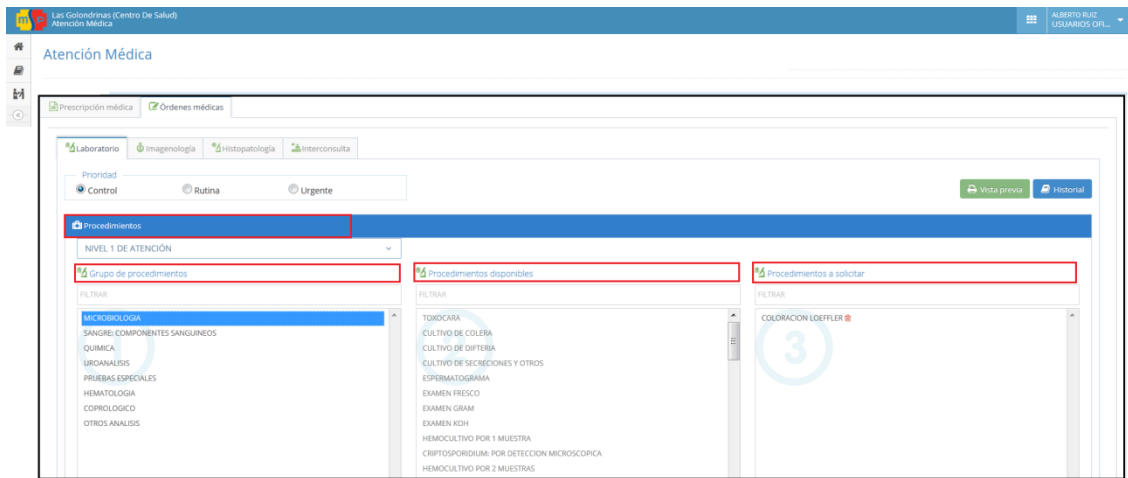 Las Golondrinas (Centro De Salud)
Atención Médica
ALBERTO RUIZ
USUARIOS OFI...
Atención Médica
Prescripción médica
Órdenes médicas
Laboratorio
Imagenología
Histopatología
Interconsulta
Prioridad
Control
Rutina
Urgente
Vista previa
Historial
Procedimientos
NIVEL 1 DE ATENCIÓN
Grupo de procedimientos
FILTRAR
MICROBIOLOGIA
SANGRE: COMPONENTES SANGUINEOS
QUIMICA
UROANALISIS
PRUEBAS ESPECIALES
HEMATOLOGIA
COPROLOGICO
OTROS ANALISIS
1
Procedimientos disponibles
FILTRAR
TOXOCARA
CULTIVO DE COLERA
CULTIVO DE DIFTERIA
CULTIVO DE SECRECIONES Y OTROS
ESPERMATOGRAMA
EXAMEN FRESCO
EXAMEN GRAM
EXAMEN KOH
HEMOCULTIVO POR 1 MUESTRA
CRIPTOSPORIDIUM: POR DETECCION MICROSCOPICA
HEMOCULTIVO POR 2 MUESTRAS
2
Procedimientos a solicitar
FILTRAR
COLORACION LOEFFLER
3